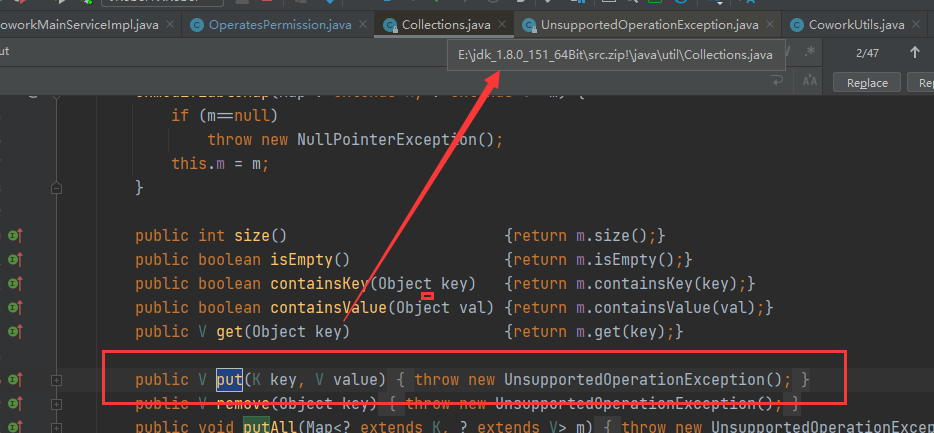 oworkMainServiceImpl.java × OperatesPermission.java × Collections.java × UnsupportedOperationException.java × CoworkUtils.java ×
ut
E:\jdk_1.8.0_151_64Bit\src.zip!\java\util\Collections.java
2/47
Replace
if (m==null)
throw new NullPointerException();
this.m = m;
}
public int size() {return m.size();}
public boolean isEmpty() {return m.isEmpty();}
public boolean containsKey(Object key) {return m.containsKey(key);}
public boolean containsValue(Object val) {return m.containsValue(val);}
public V get(Object key) {return m.get(key);}
public V put(K key, V value) { throw new UnsupportedOperationException(); }
public V remove(Object key) { throw new UnsupportedOperationException(); }
public void putAll(Map<? extends K, ? extends V> m) { throw new UnsupportedOperationException